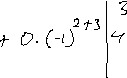 + 0.(-1)^{2+3} | 3
4